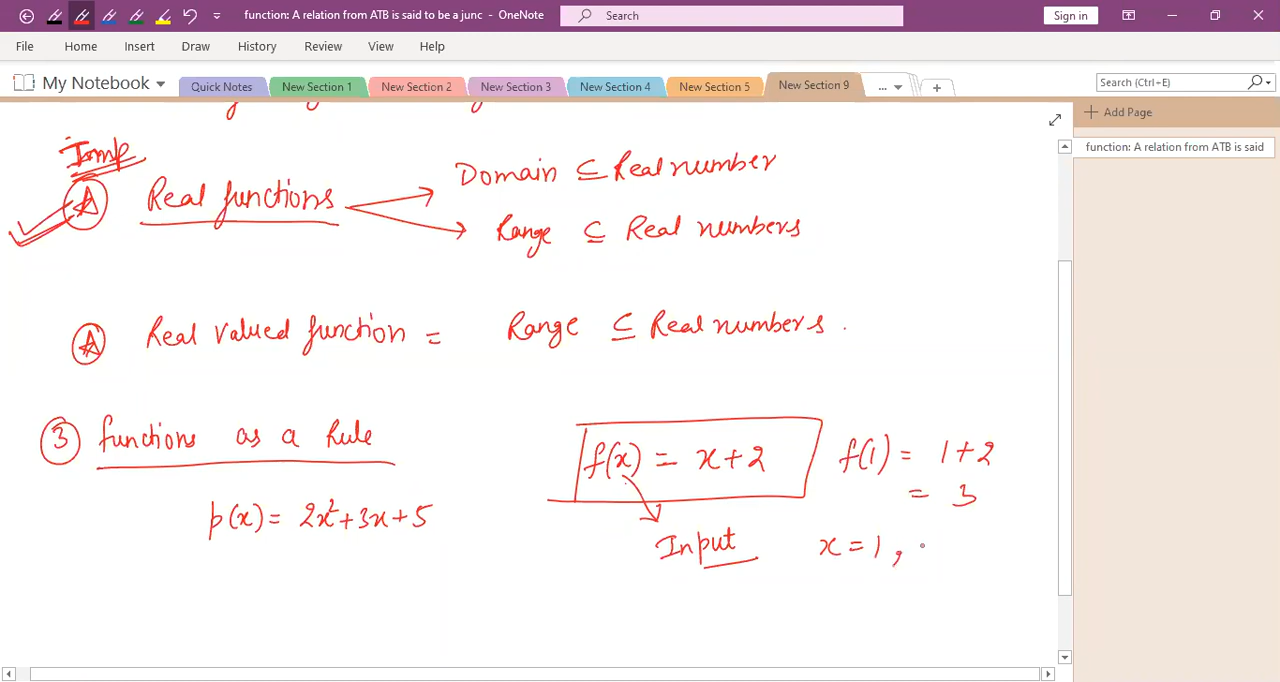 function: A relation from ATB is said to be a junc - OneNote
Search
Sign in
File Home Insert Draw History Review View Help
My Notebook Quick Notes New Section 1 New Section 2 New Section 3 New Section 4 New Section 5 New Section 9 ... Search (Ctrl+E)
Add Page
function: A relation from ATB is said
Imp
Domain ⊆ Real number
Real functions
Range ⊆ Real numbers
Real valued function = Range ⊆ Real numbers.
3 functions as a Rule
f(x) = x+2 f(1) = 1+2
= 3
p(x) = 2x²+3x+5
Input x = 1,